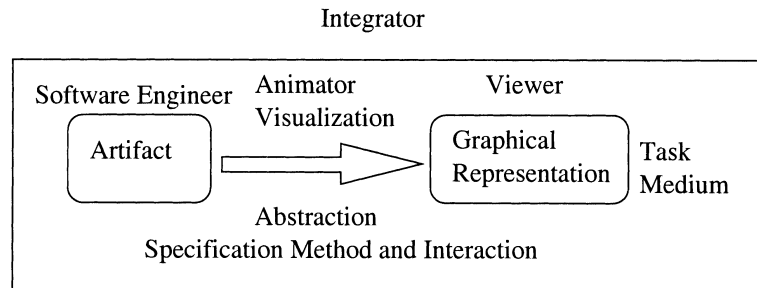 Integrator
Software Engineer
Animator
Visualization
Viewer
Artifact
Graphical
Representation
Task
Medium
Abstraction
Specification Method and Interaction